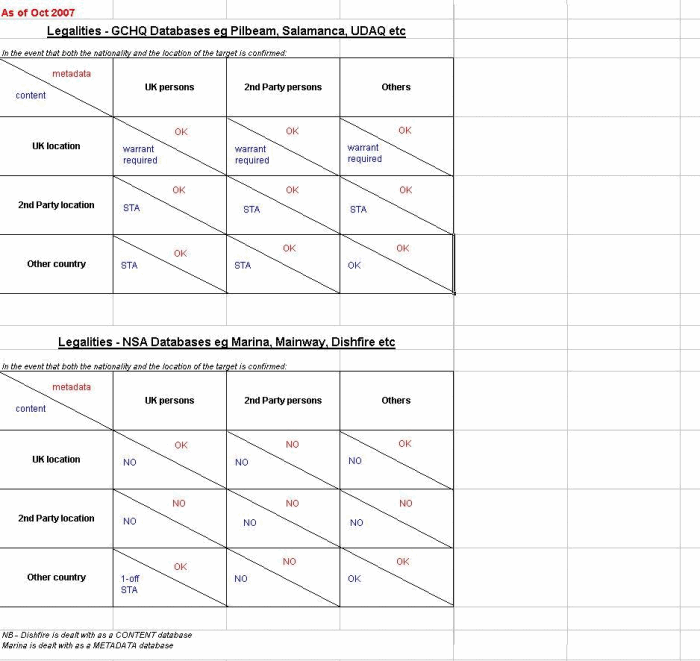 As of Oct 2007
Legalities - GCHQ Databases eg Pilbeam, Salamanca, UDAQ etc
In the event that both the nationality and the location of the target is confirmed:
metadata
content
UK persons
2nd Party persons
Others
UK location
OK
warrant
required
OK
warrant
required
OK
warrant
required
2nd Party location
OK
STA
OK
STA
OK
STA
Other country
OK
STA
OK
STA
OK
OK
Legalities - NSA Databases eg Marina, Mainway, Dishfire etc
In the event that both the nationality and the location of the target is confirmed:
metadata
content
UK persons
2nd Party persons
Others
UK location
OK
NO
NO
NO
OK
NO
2nd Party location
NO
NO
NO
NO
NO
NO
Other country
OK
1-off
STA
NO
NO
OK
OK
NB - Dishfire is dealt with as a CONTENT database
Marina is dealt with as a METADATA database